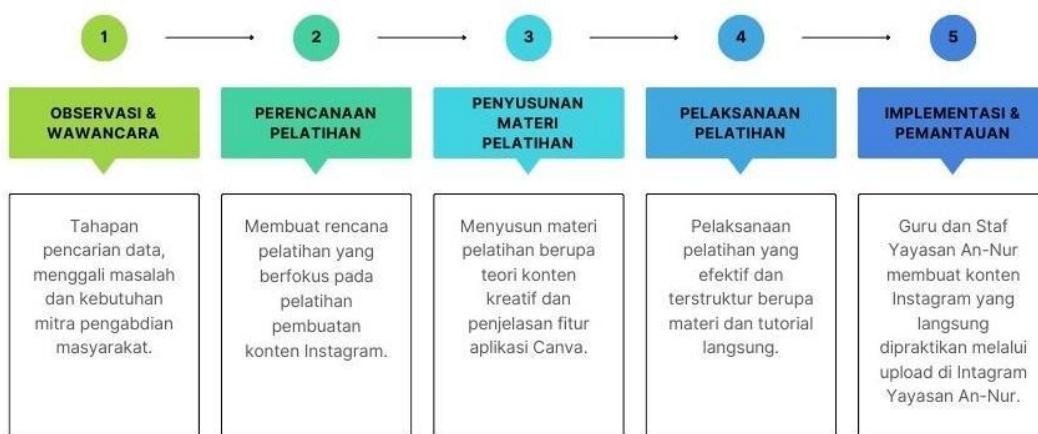 1
2
3
4
5
OBSERVASI &
WAWANCARA
PERENCANAAN
PELATIHAN
PENYUSUNAN
MATERI
PELATIHAN
PELAKSANAAN
PELATIHAN
IMPLEMENTASI &
PEMANTAUAN
Tahapan
pencarian data,
menggali masalah
dan kebutuhan
mitra pengabdian
masyarakat.
Membuat rencana
pelatihan yang
berfokus pada
pelatihan
pembuatan
konten Instagram.
Menyusun materi
pelatihan berupa
teori konten
kreatif dan
penjelasan fitur
aplikasi Canva.
Pelaksanaan
pelatihan yang
efektif dan
terstruktur berupa
materi dan tutorial
langsung.
Guru dan Staf
Yayasan An-Nur
membuat konten
Instagram yang
langsung
dipraktikan melalui
upload di Intagram
Yayasan An-Nur.